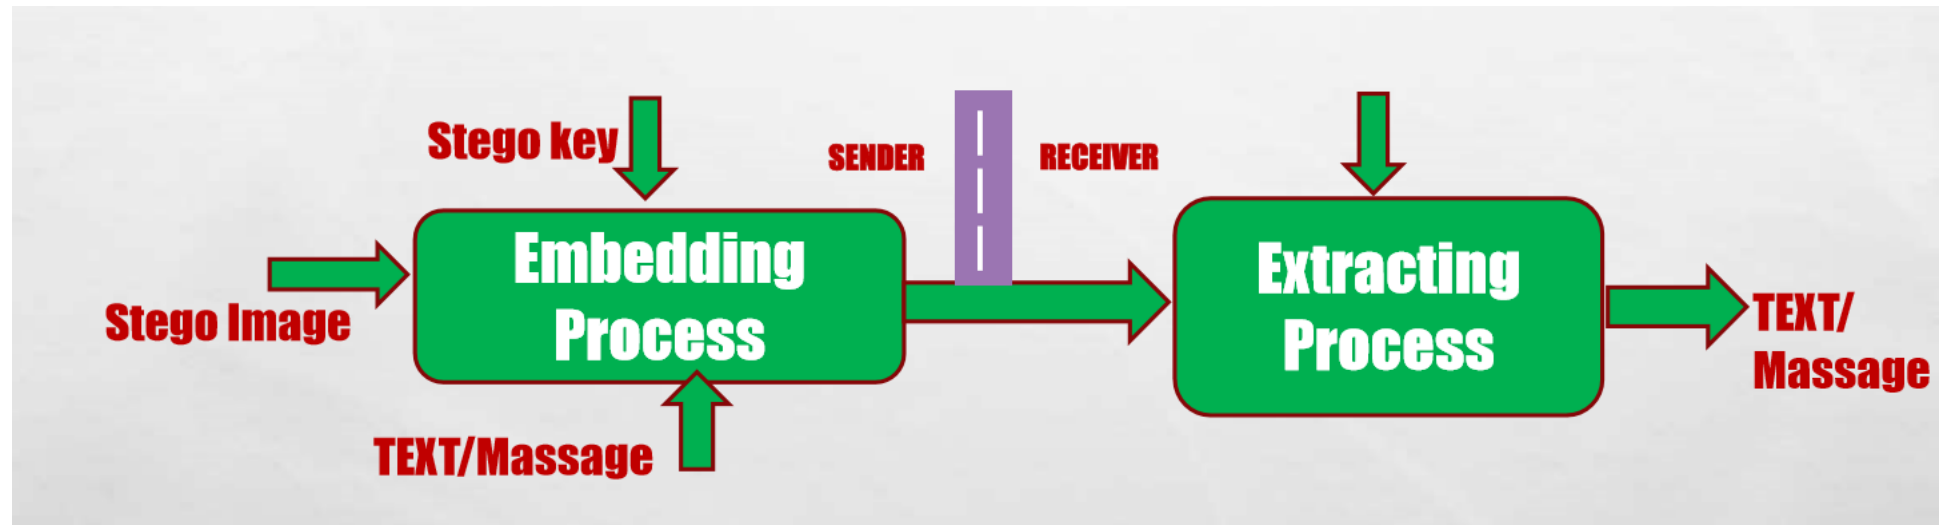 Stego key
SENDER
RECEIVER
Embedding
Process
Extracting
Process
Stego Image
TEXT/Massage
TEXT/
Massage